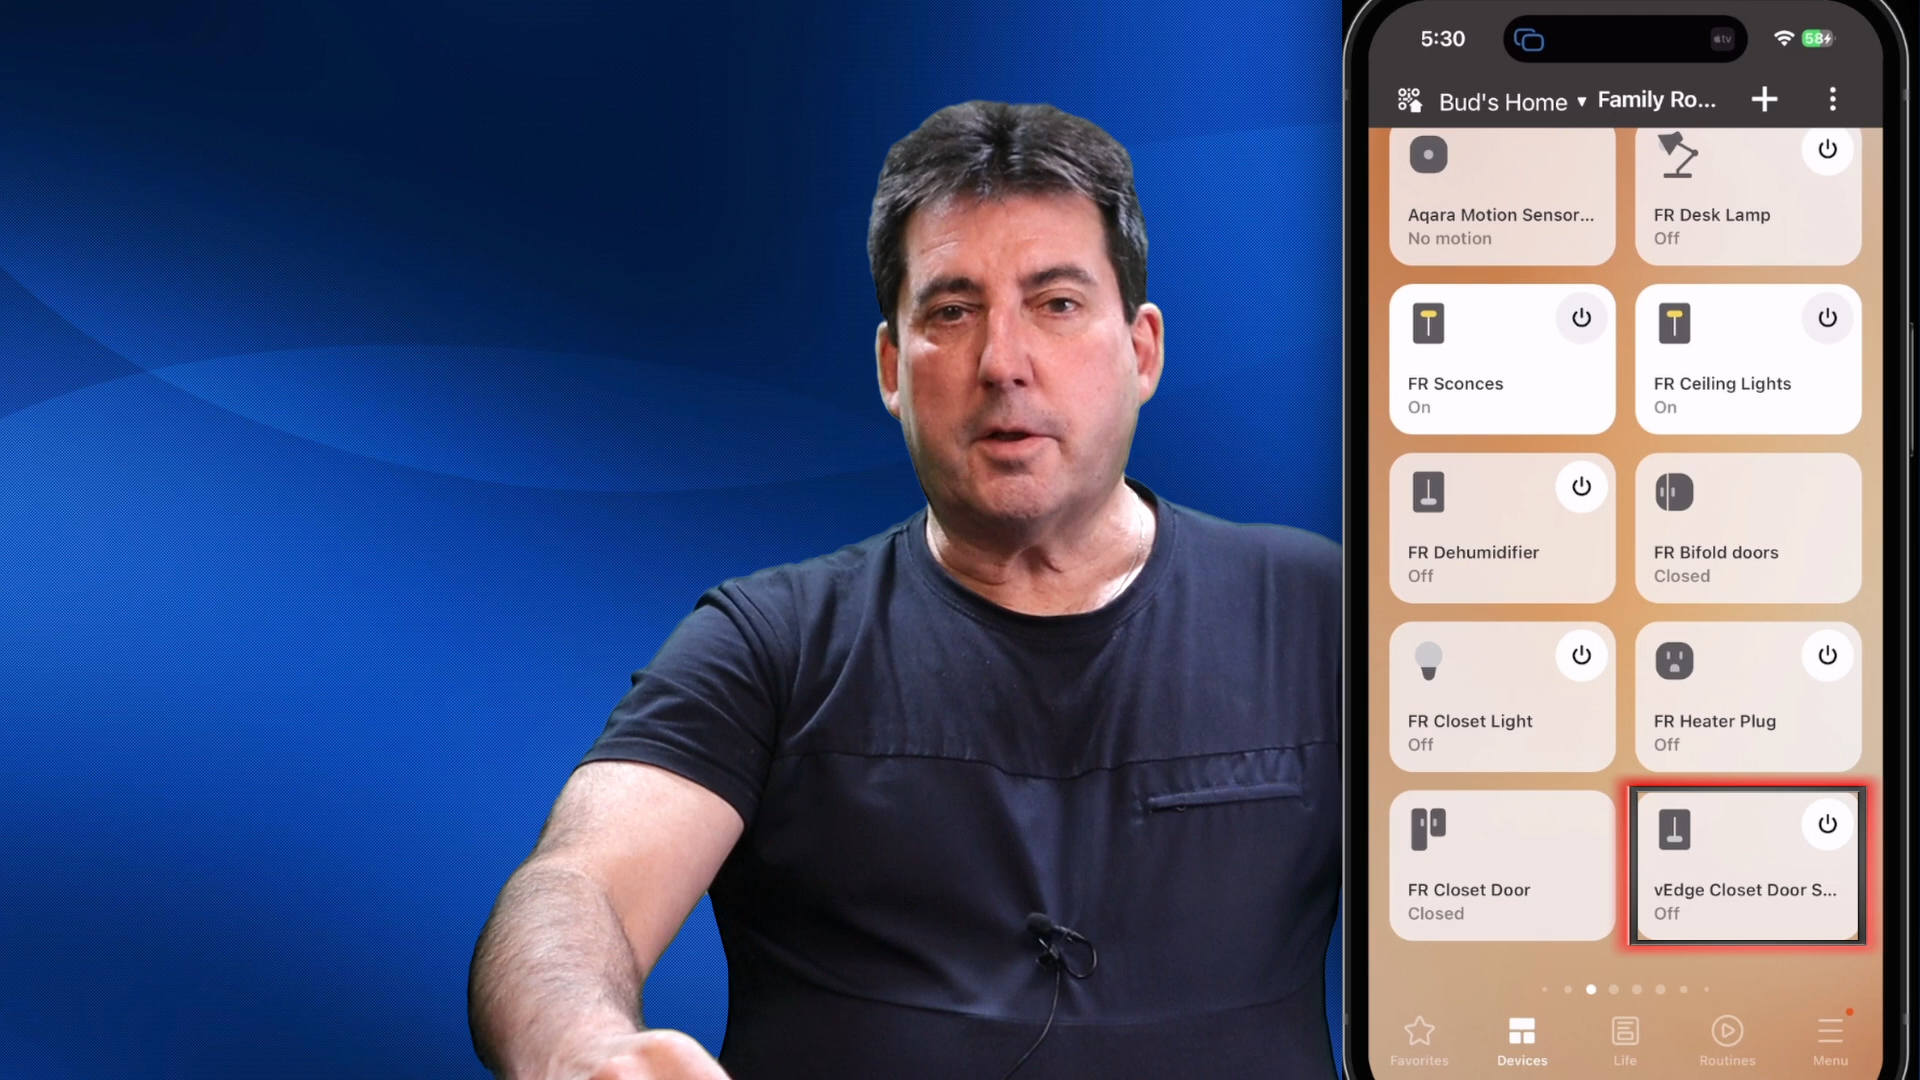 5:30
tv
58
Bud's Home ▾ Family Ro...
Aqara Motion Sensor...
No motion
FR Desk Lamp
Off
FR Sconces
On
FR Ceiling Lights
On
FR Dehumidifier
Off
FR Bifold doors
Closed
FR Closet Light
Off
FR Heater Plug
Off
FR Closet Door
Closed
vEdge Closet Door S...
Off
Favorites
Devices
Life
Routines
Menu